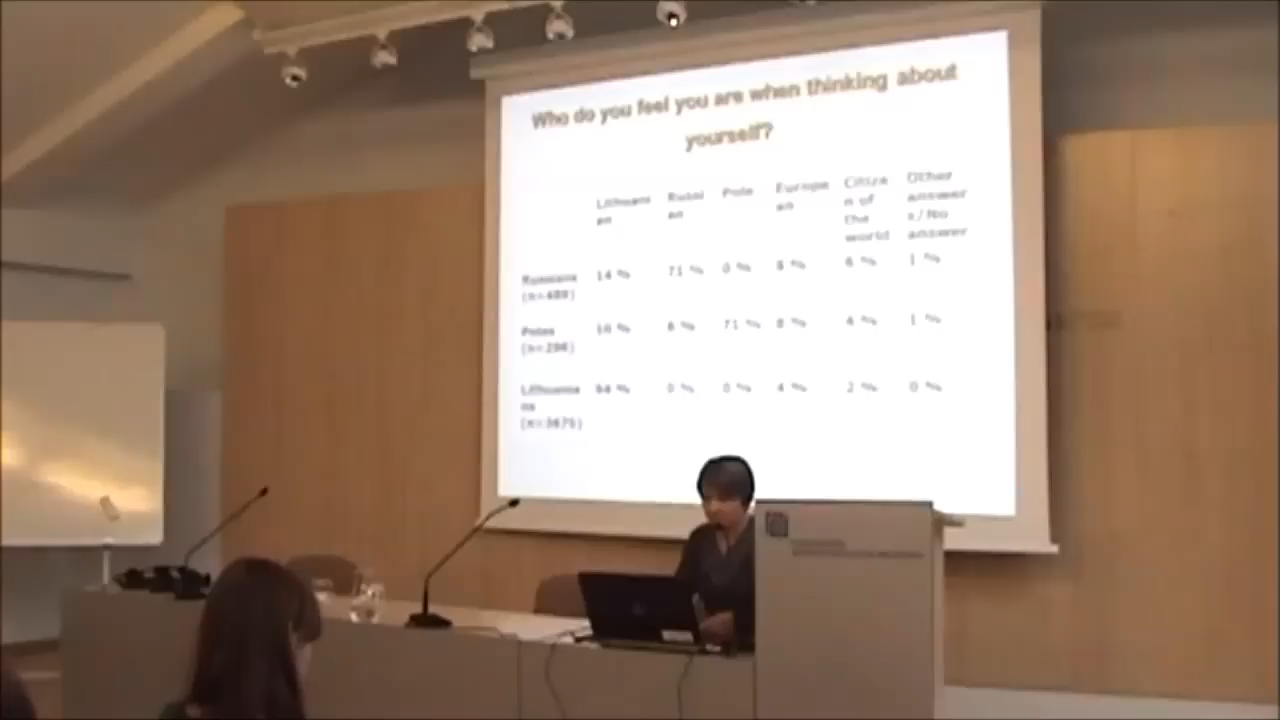 Who do you feel you are when thinking about
yourself?
Lithuani
an
Russi
an
Pole
Europe
an
Citize
n of
the
world
Other
answer
s/No
answer
Russians
14 % 71 % 0 % 8 % 6 % 1 %
Poles
10 % 6 % 71 % 8 % 4 % 1 %
Lithuania
ns
94 % 0 % 0 % 4 % 2 % 0 %